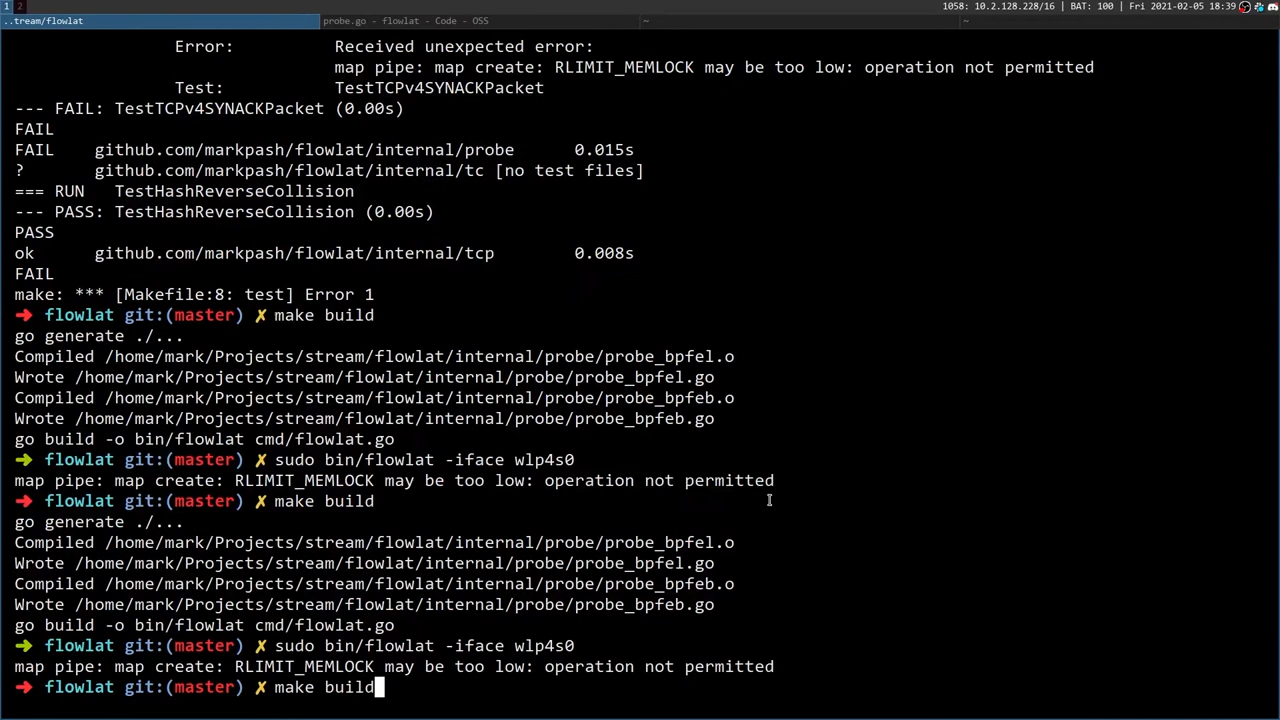 1 2 1058: 10.2.128.228/16 | BAT: 100 | Fri 2021-02-05 18:39
..tream/flowlat probe.go - flowlat - Code - OSS ~ ~
Error: Received unexpected error:
map pipe: map create: RLIMIT_MEMLOCK may be too low: operation not permitted
Test: TestTCPv4SYNACKPacket
--- FAIL: TestTCPv4SYNACKPacket (0.00s)
FAIL
FAIL github.com/markpash/flowlat/internal/probe 0.015s
? github.com/markpash/flowlat/internal/tc [no test files]
=== RUN TestHashReverseCollision
--- PASS: TestHashReverseCollision (0.00s)
PASS
ok github.com/markpash/flowlat/internal/tcp 0.008s
FAIL
make: *** [Makefile:8: test] Error 1
➜ flowlat git:(master) ✗ make build
go generate ./...
Compiled /home/mark/Projects/stream/flowlat/internal/probe/probe_bpfel.o
Wrote /home/mark/Projects/stream/flowlat/internal/probe/probe_bpfel.go
Compiled /home/mark/Projects/stream/flowlat/internal/probe/probe_bpfeb.o
Wrote /home/mark/Projects/stream/flowlat/internal/probe/probe_bpfeb.go
go build -o bin/flowlat cmd/flowlat.go
➜ flowlat git:(master) ✗ sudo bin/flowlat -iface wlp4s0
map pipe: map create: RLIMIT_MEMLOCK may be too low: operation not permitted
➜ flowlat git:(master) ✗ make build
go generate ./...
Compiled /home/mark/Projects/stream/flowlat/internal/probe/probe_bpfel.o
Wrote /home/mark/Projects/stream/flowlat/internal/probe/probe_bpfel.go
Compiled /home/mark/Projects/stream/flowlat/internal/probe/probe_bpfeb.o
Wrote /home/mark/Projects/stream/flowlat/internal/probe/probe_bpfeb.go
go build -o bin/flowlat cmd/flowlat.go
➜ flowlat git:(master) ✗ sudo bin/flowlat -iface wlp4s0
map pipe: map create: RLIMIT_MEMLOCK may be too low: operation not permitted
➜ flowlat git:(master) ✗ make build